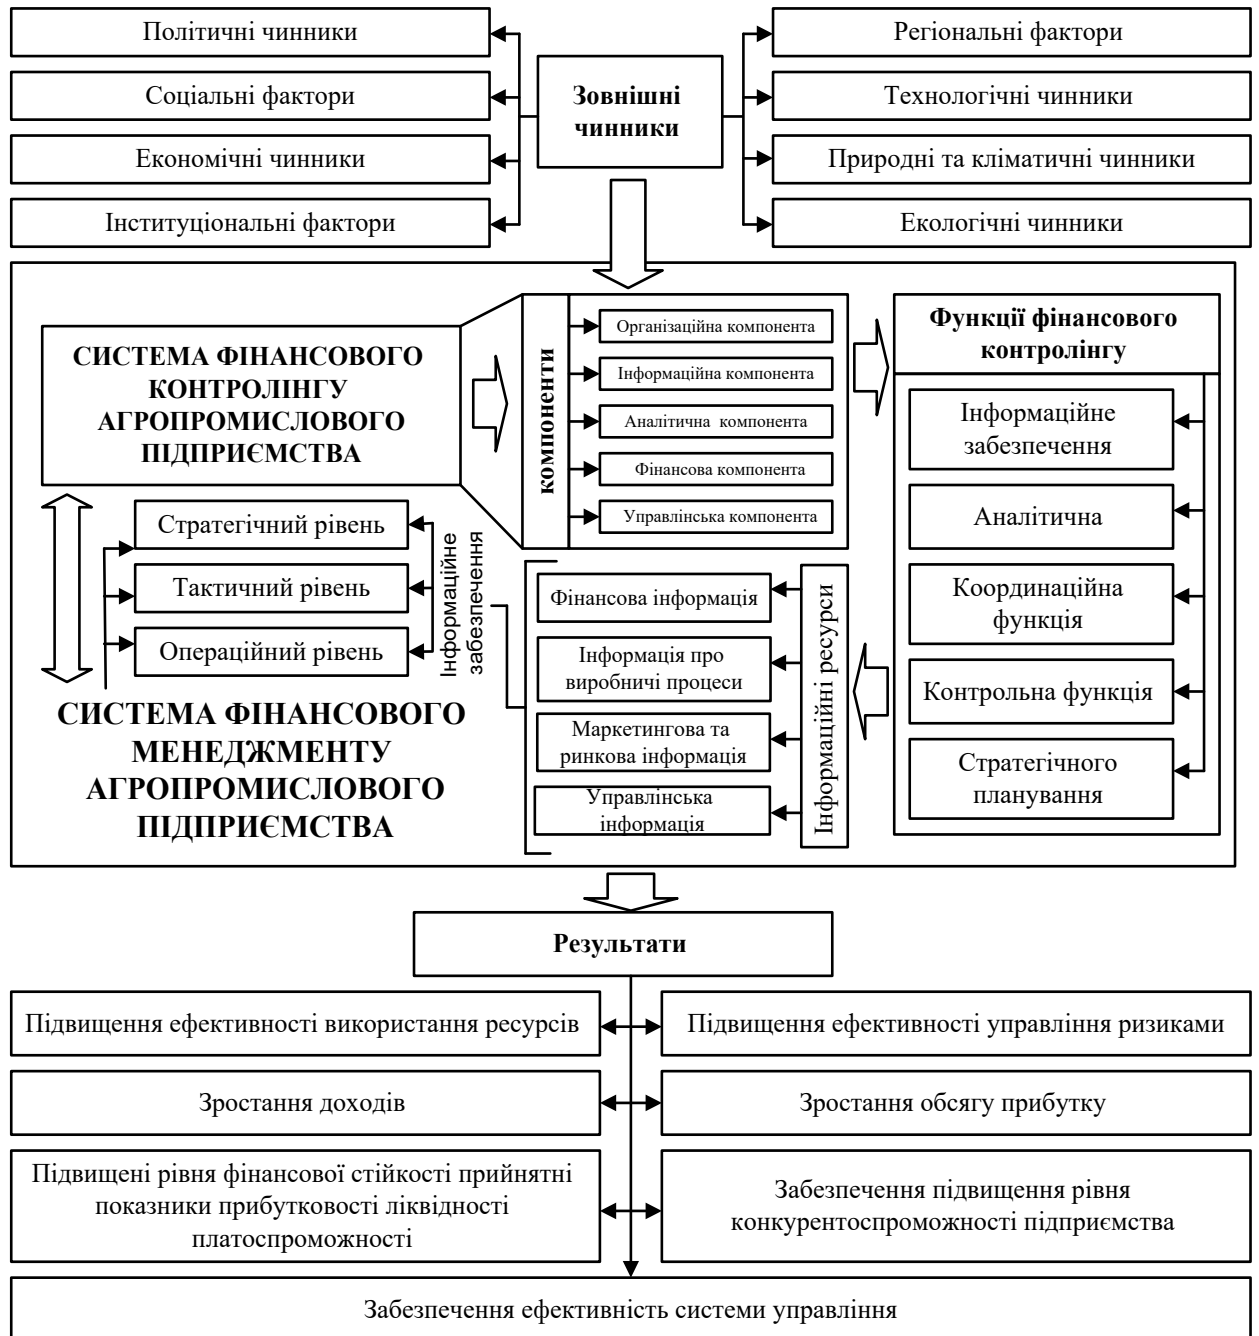 Політичні чинники
Соціальні фактори
Економічні чинники
Інституціональні фактори
Зовнішні
чинники
Регіональні фактори
Технологічні чинники
Природні та кліматичні чинники
Екологічні чинники
СИСТЕМА ФІНАНСОВОГО
КОНТРОЛІНГУ
АГРОПРОМИСЛОВОГО
ПІДПРИЄМСТВА
компоненти
Організаційна компонента
Інформаційна компонента
Аналітична компонента
Фінансова компонента
Управлінська компонента
Функції фінансового
контролінгу
Інформаційне
забезпечення
Аналітична
Координаційна
функція
Контрольна функція
Стратегічного
планування
Стратегічний рівень
Тактичний рівень
Операційний рівень
Інформаційне
забезпечення
Фінансова інформація
Інформація про
виробничі процеси
Маркетингова та
ринкова інформація
Управлінська
інформація
Інформаційні ресурси
СИСТЕМА ФІНАНСОВОГО
МЕНЕДЖМЕНТУ
АГРОПРОМИСЛОВОГО
ПІДПРИЄМСТВА
Результати
Підвищення ефективності використання ресурсів
Підвищення ефективності управління ризиками
Зростання доходів
Зростання обсягу прибутку
Підвищені рівня фінансової стійкості прийнятні
показники прибутковості ліквідності
платоспроможності
Забезпечення підвищення рівня
конкурентоспроможності підприємства
Забезпечення ефективність системи управління